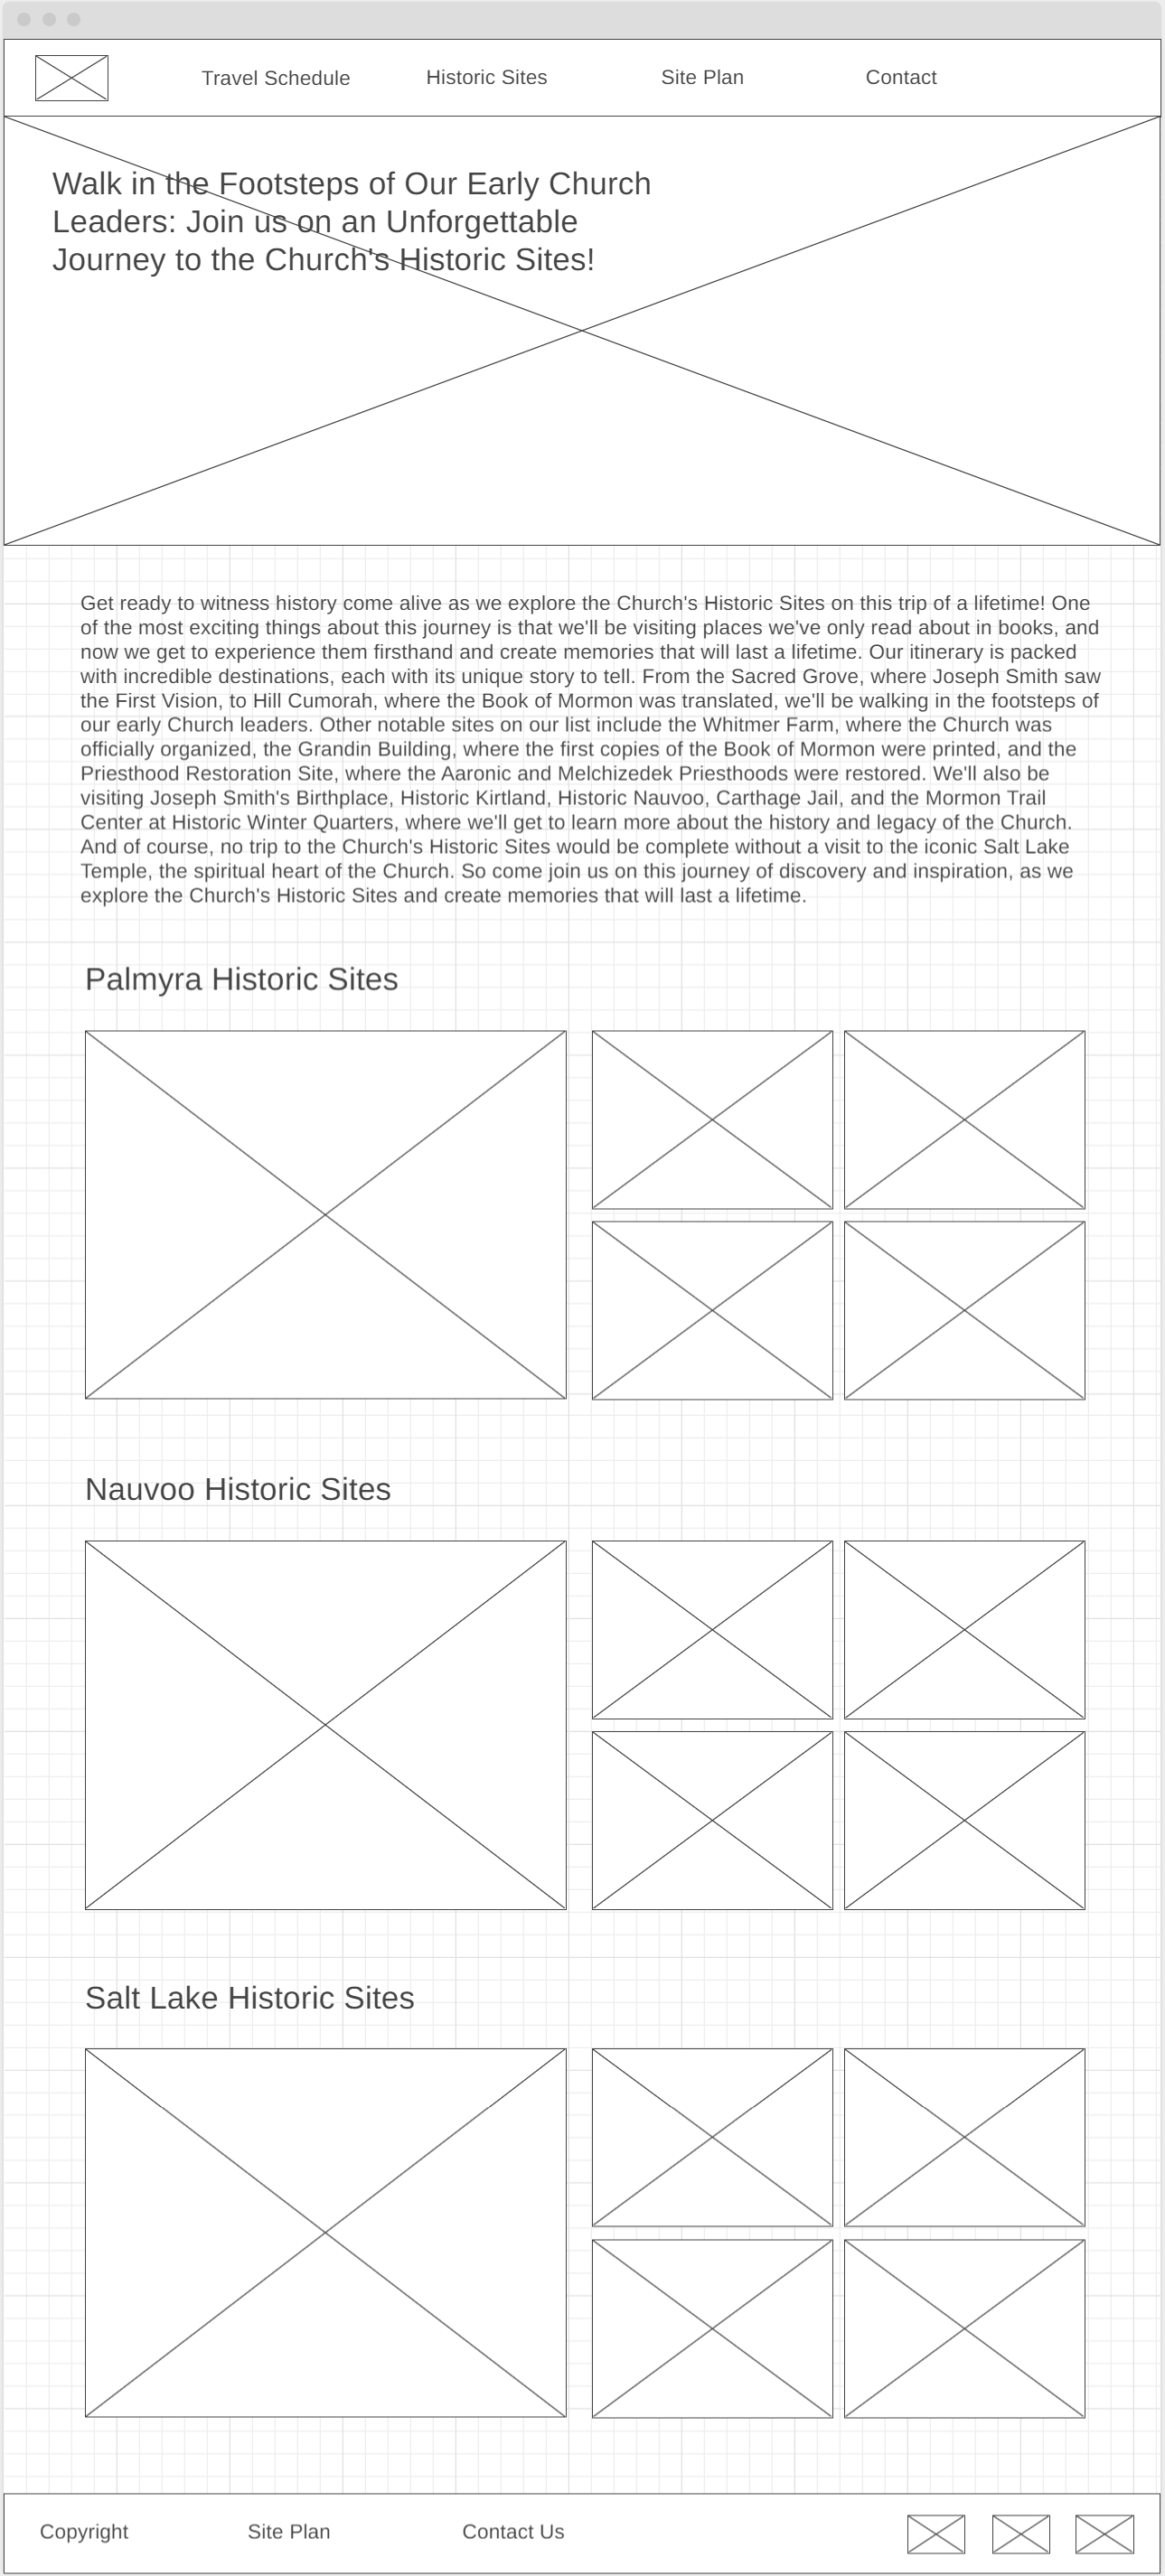 Travel Schedule Historic Sites Site Plan Contact
Walk in the Footsteps of Our Early Church
Leaders: Join us on an Unforgettable
Journey to the Church's Historic Sites!
Get ready to witness history come alive as we explore the Church's Historic Sites on this trip of a lifetime! One
of the most exciting things about this journey is that we'll be visiting places we've only read about in books, and
now we get to experience them firsthand and create memories that will last a lifetime. Our itinerary is packed
with incredible destinations, each with its unique story to tell. From the Sacred Grove, where Joseph Smith saw
the First Vision, to Hill Cumorah, where the Book of Mormon was translated, we'll be walking in the footsteps of
our early Church leaders. Other notable sites on our list include the Whitmer Farm, where the Church was
officially organized, the Grandin Building, where the first copies of the Book of Mormon were printed, and the
Priesthood Restoration Site, where the Aaronic and Melchizedek Priesthoods were restored. We'll also be
visiting Joseph Smith's Birthplace, Historic Kirtland, Historic Nauvoo, Carthage Jail, and the Mormon Trail
Center at Historic Winter Quarters, where we'll get to learn more about the history and legacy of the Church.
And of course, no trip to the Church's Historic Sites would be complete without a visit to the iconic Salt Lake
Temple, the spiritual heart of the Church. So come join us on this journey of discovery and inspiration, as we
explore the Church's Historic Sites and create memories that will last a lifetime.
Palmyra Historic Sites
Nauvoo Historic Sites
Salt Lake Historic Sites
Copyright Site Plan Contact Us